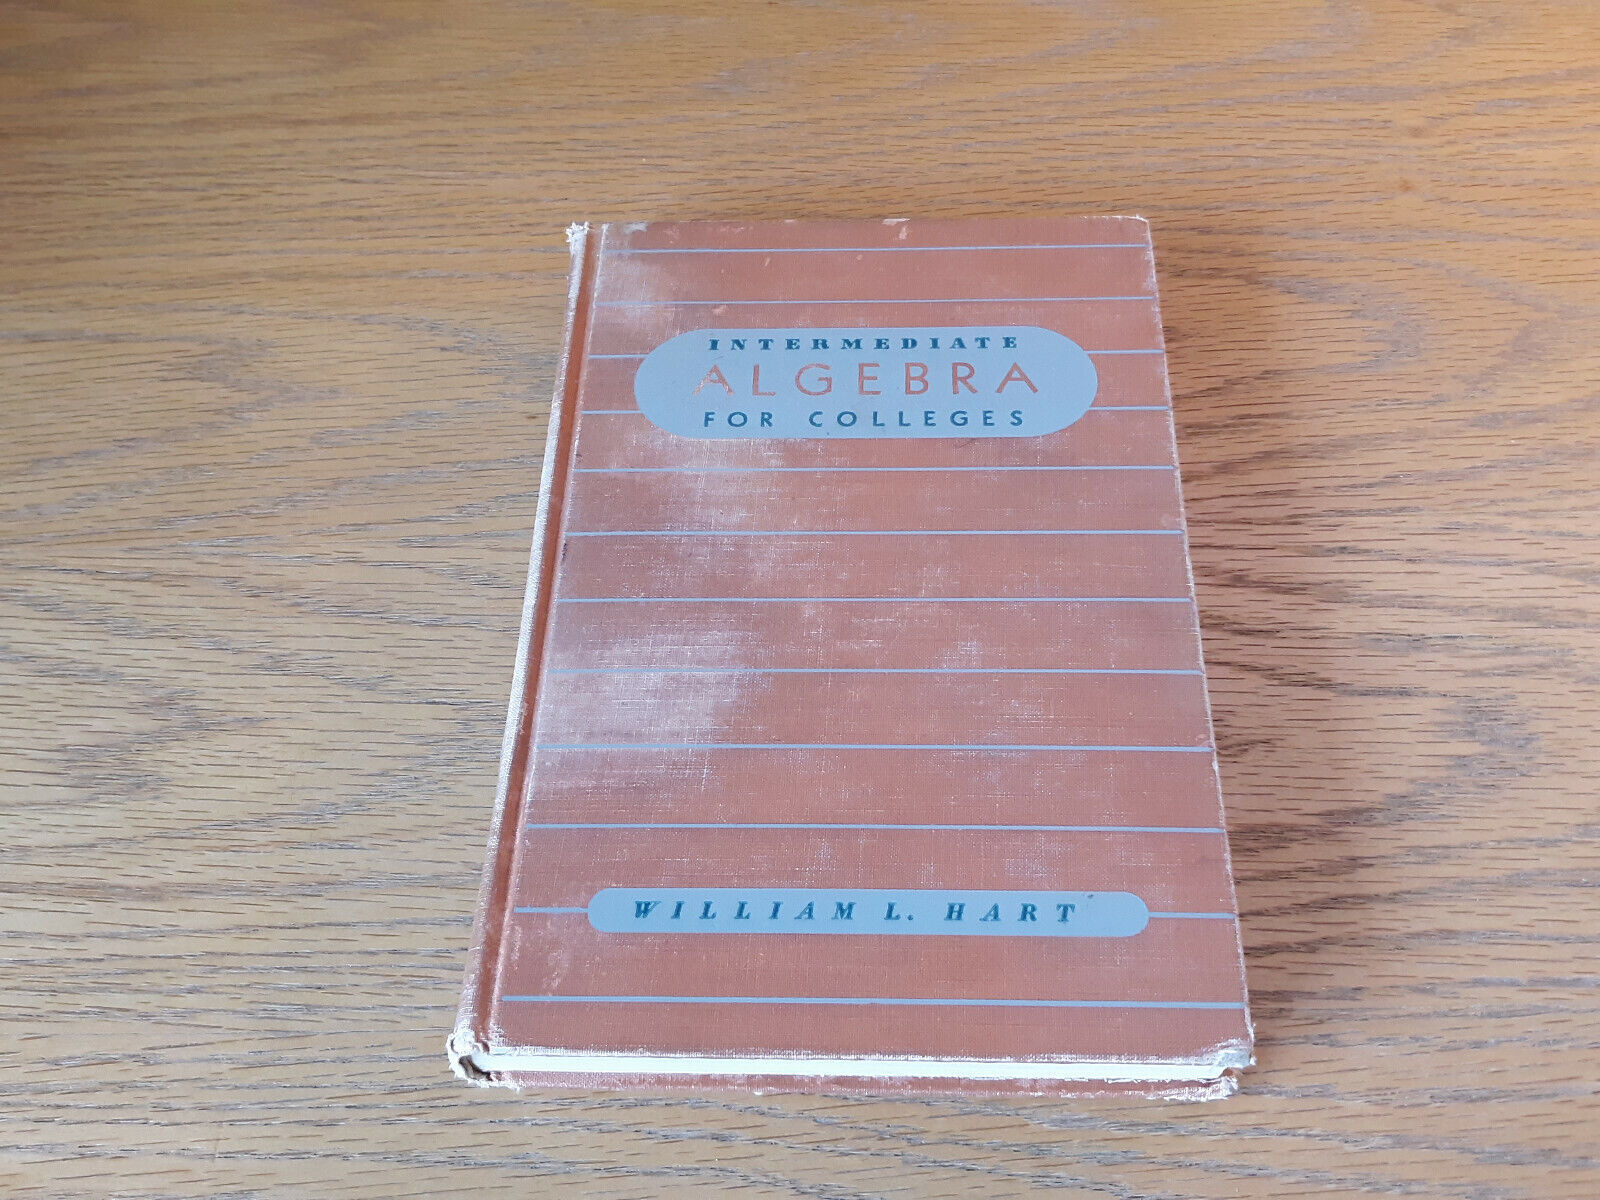 INTERMEDIATE
ALGEBRA
FOR COLLEGES
WILLIAM L. HART